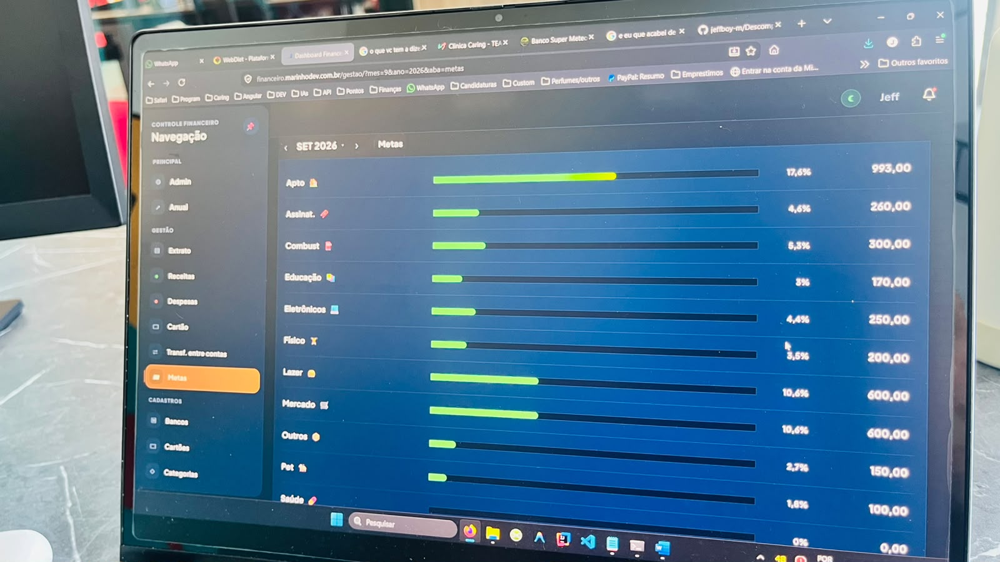 WhatsApp
WebDiet - Platafor
Dashboard Finance
o que vc tem a dize
Clinica Caring - TEA
Banco Super Metec
e eu que acabei de
jeffboy-m/Descomp
financeiro.marinhodev.com.br/gestao/?mes=9&ano=2026&aba=metas
Safari
Program
Caring
Angular
DEV
IAs
API
Pontos
Finanças
WhatsApp
Candidaturas
Custom
Perfumes/outros
PayPal: Resumo
Emprestimos
Entrar na conta da Mi...
Outros favoritos
Jeff
CONTROLE FINANCEIRO
Navegação
PRINCIPAL
Admin
Anual
GESTÃO
Extrato
Receitas
Despesas
Cartão
Transf. entre contas
Metas
CADASTROS
Bancos
Cartões
Categorias
SET 2026
Metas
Apto 17,6% 993,00
Assinat. 4,6% 260,00
Combust 5,3% 300,00
Educação 3% 170,00
Eletrônicos 4,4% 250,00
Físico 3,5% 200,00
Lazer 10,6% 600,00
Mercado 10,6% 600,00
Outros 2,7% 150,00
Pet 1,8% 100,00
Saúde 0% 0,00
Pesquisar
POR